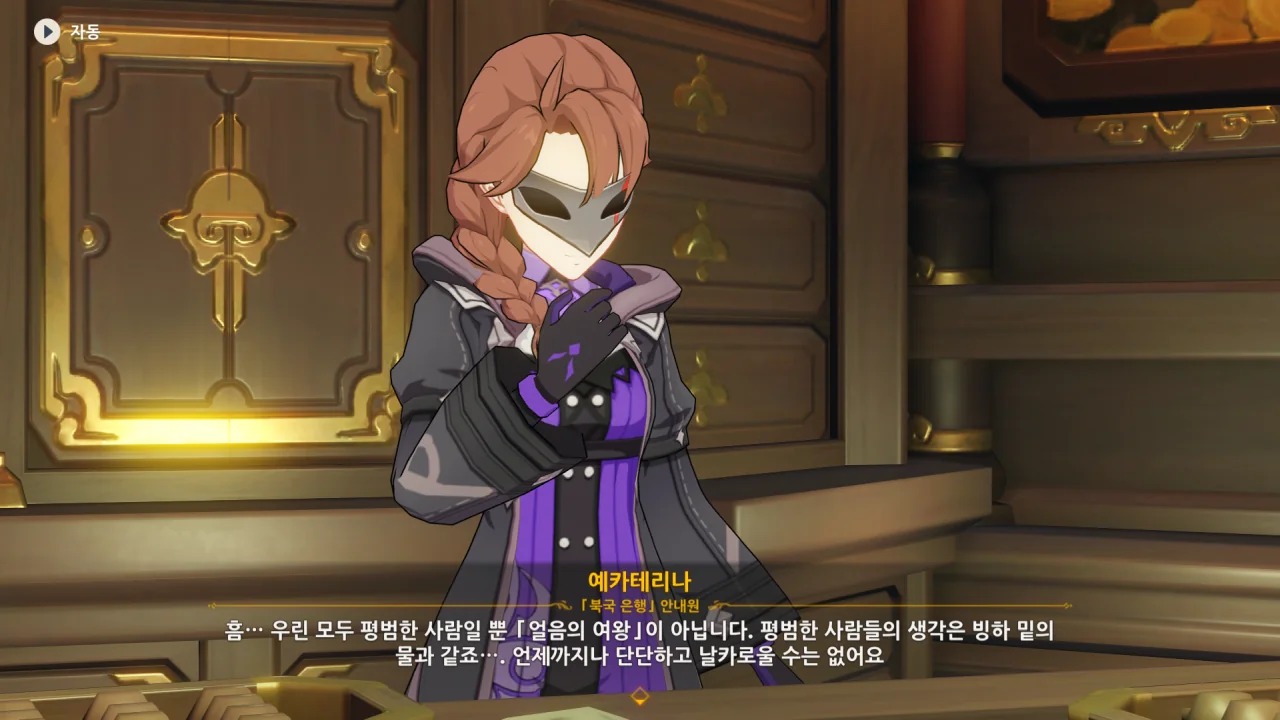 자동
예카테리나
「북국 은행」 안내원
흠… 우린 모두 평범한 사람일 뿐 「얼음의 여왕」이 아닙니다. 평범한 사람들의 생각은 빙하 밑의
물과 같죠…. 언제까지나 단단하고 날카로울 수는 없어요